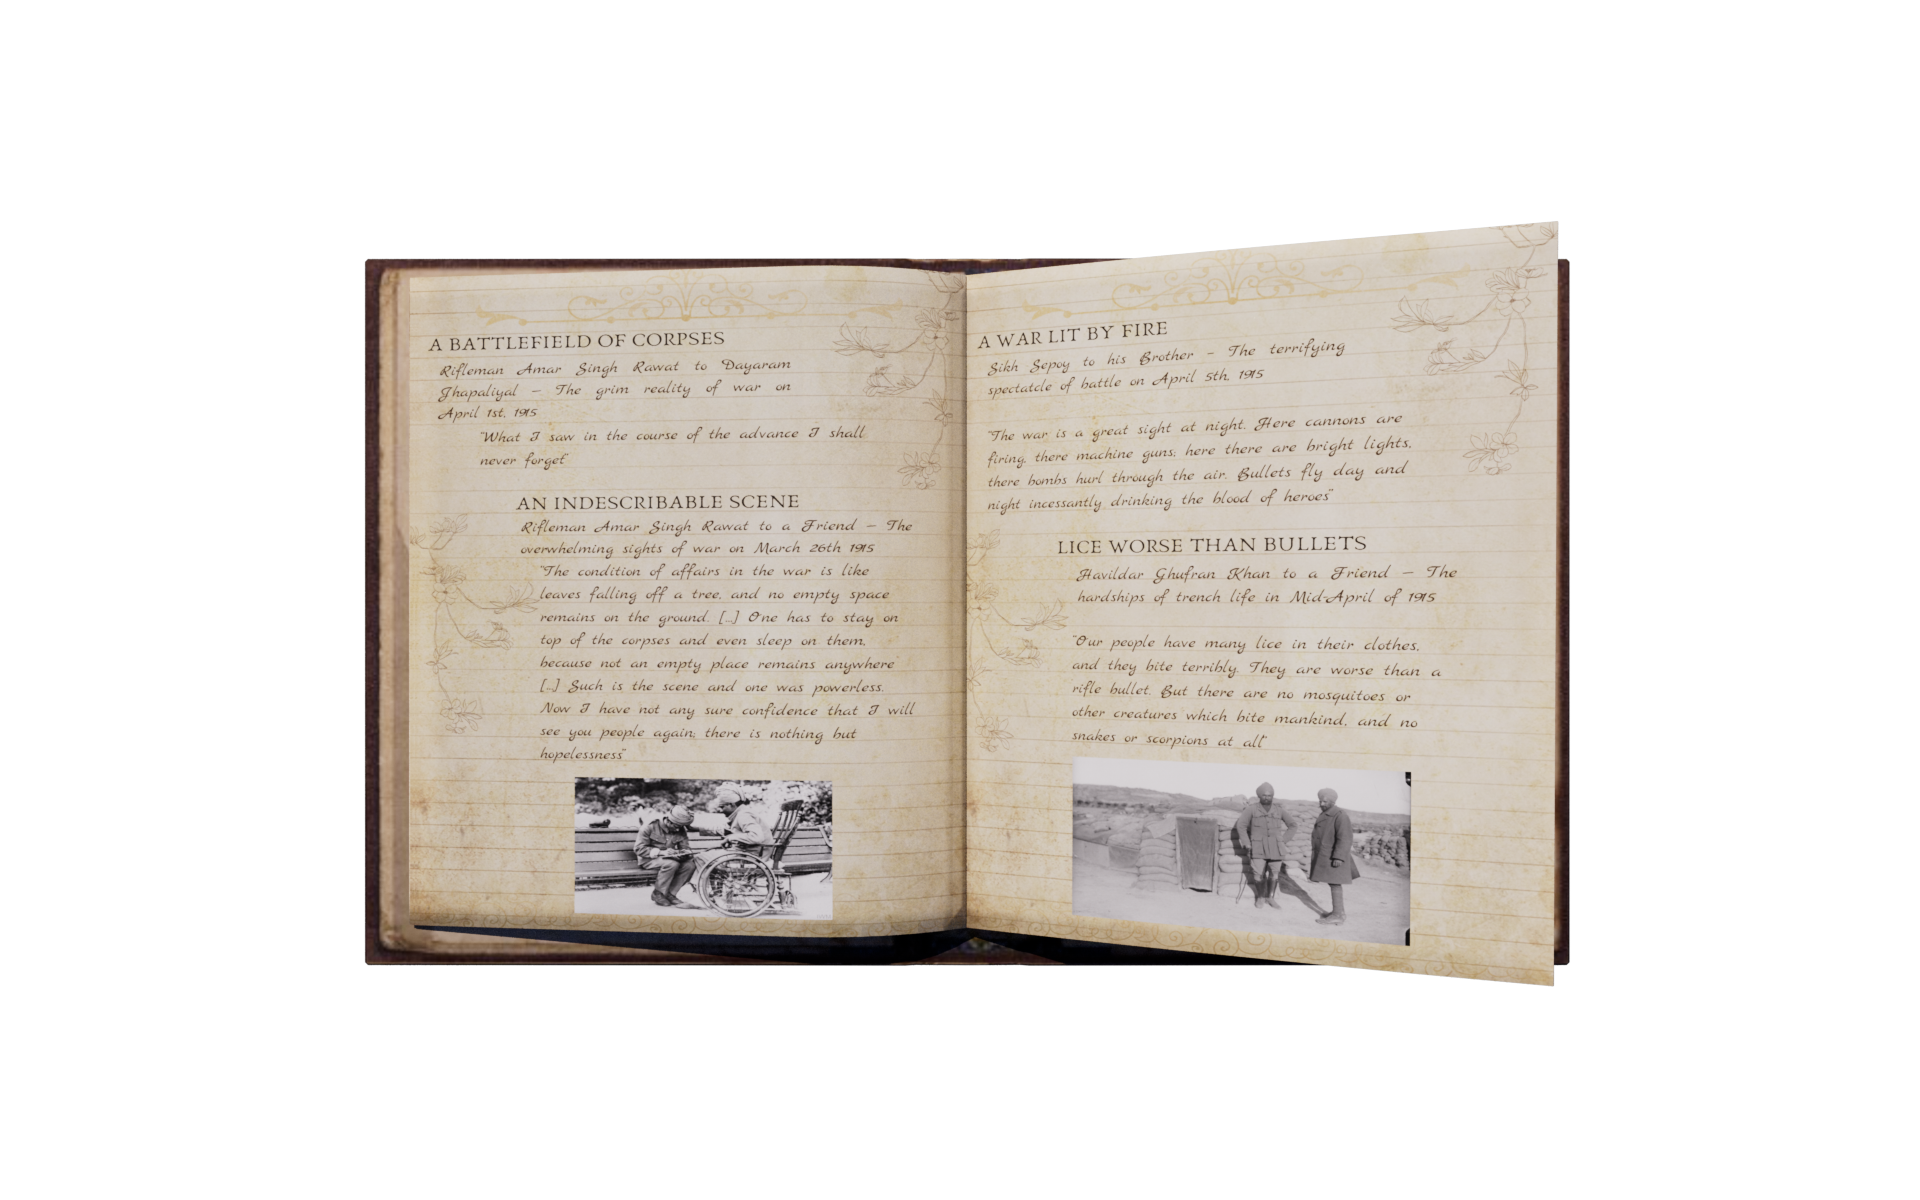 A BATTLEFIELD OF CORPSES
Rifleman Amar Singh Rawat to Dayaram
Jhapaliyal – The grim reality of war on
April 1st, 1915
"What I saw in the course of the advance I shall
never forget"
AN INDESCRIBABLE SCENE
Rifleman Amar Singh Rawat to a Friend – The
overwhelming sights of war on March 26th 1915
"The condition of affairs in the war is like
leaves falling off a tree, and no empty space
remains on the ground. [...] One has to stay on
top of the corpses and even sleep on them,
because not an empty place remains anywhere
[...] Such is the scene and one was powerless.
Now I have not any sure confidence that I will
see you people again; there is nothing but
hopelessness"
A WAR LIT BY FIRE
Sikh Sepoy to his Brother – The terrifying
spectatcle of battle on April 5th, 1915
"The war is a great sight at night. Here cannons are
firing, there machine guns; here there are bright lights,
there bombs hurl through the air. Bullets fly day and
night incessantly drinking the blood of heroes"
LICE WORSE THAN BULLETS
Havildar Ghufran Khan to a Friend – The
hardships of trench life in Mid-April of 1915
"Our people have many lice in their clothes,
and they bite terribly. They are worse than a
rifle bullet. But there are no mosquitoes or
other creatures which bite mankind, and no
snakes or scorpions at all"